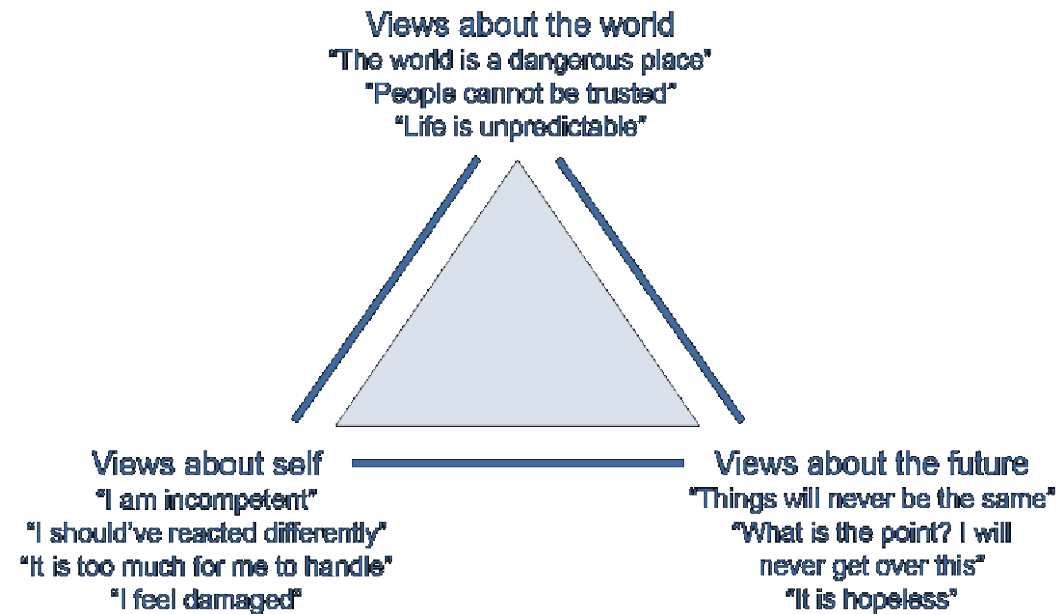 Views about the world
"The world is a dangerous place"
"People cannot be trusted"
"Life is unpredictable"
Views about self
"I am incompetent"
"I should've reacted differently"
"It is too much for me to handle"
"I feel damaged"
Views about the future
"Things will never be the same"
"What is the point? I will
never get over this"
"It is hopeless"